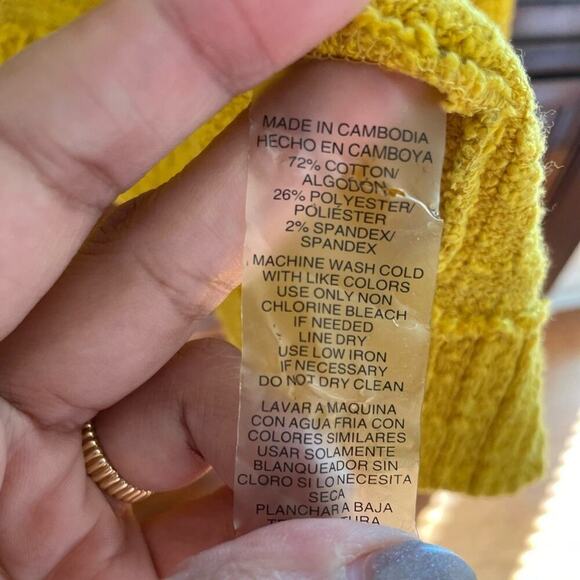 MADE IN CAMBODIA
HECHO EN CAMBOYA
72% COTTON/
ALGODÓN
26% POLYESTER/
POLIÉSTER
2% SPANDEX/
SPANDEX
MACHINE WASH COLD
WITH LIKE COLORS
USE ONLY NON
CHLORINE BLEACH
IF NEEDED
LINE DRY
USE LOW IRON
IF NECESSARY
DO NOT DRY CLEAN
LAVAR A MAQUINA
CON AGUA FRIA CON
COLORES SIMILARES
USAR SOLAMENTE
BLANQUEADOR SIN
CLORO SI LO NECESITA
SECA
PLANCHAR A BAJA